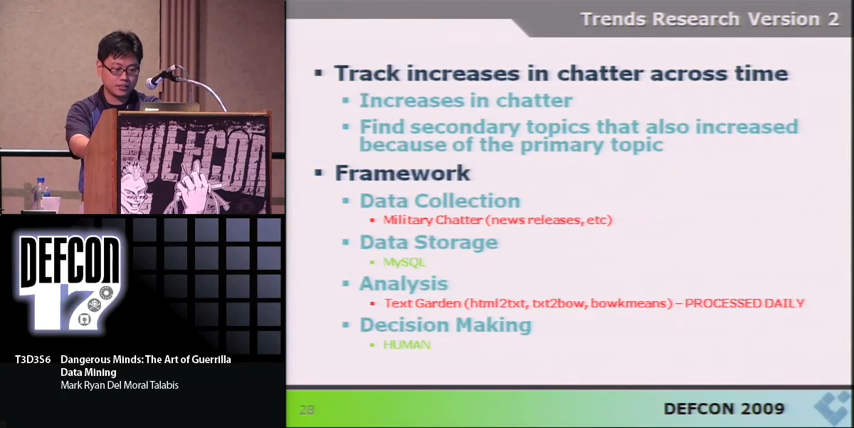 Trends Research Version 2
Track increases in chatter across time
Increases in chatter
Find secondary topics that also increased
because of the primary topic
Framework
Data Collection
Military Chatter (news releases, etc)
Data Storage
MySQL
Analysis
Text Garden (html2txt, txt2bow, bowkmeans) – PROCESSED DAILY
Decision Making
HUMAN
28
DEFCON 2009
DEFCON
DEFCON
17
T3D3S6 Dangerous Minds: The Art of Guerrilla
Data Mining
Mark Ryan Del Moral Talabis